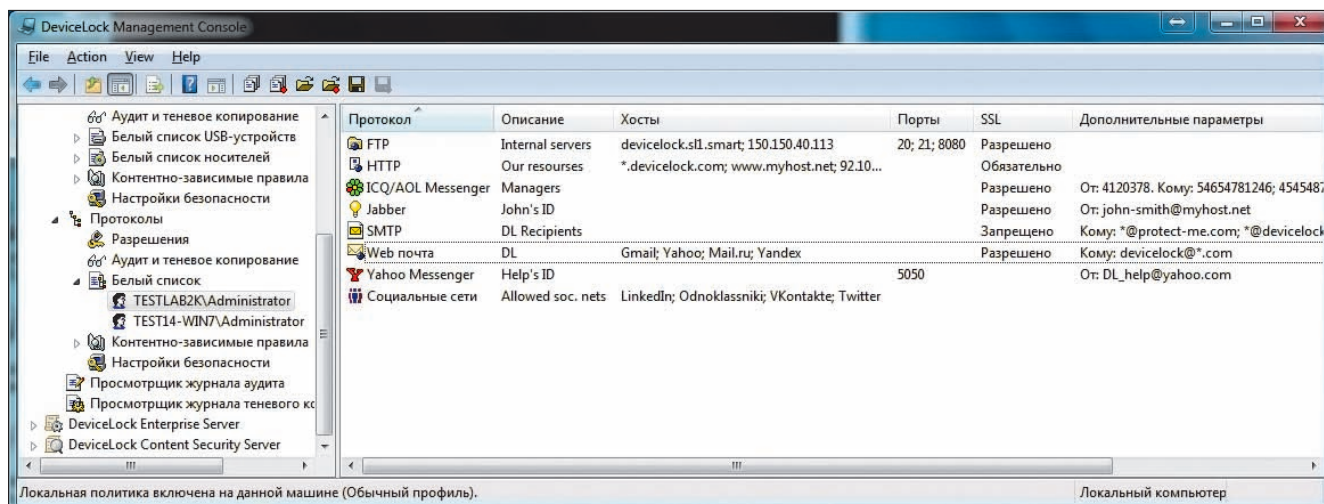 DeviceLock Management Console
File Action View Help
Аудит и теневое копирование
Белый список USB-устройств
Белый список носителей
Контентно-зависимые правила
Настройки безопасности
Протоколы
Разрешения
Аудит и теневое копирование
Белый список
TESTLAB2K\Administrator
TEST14-WIN7\Administrator
Контентно-зависимые правила
Настройки безопасности
Просмотрщик журнала аудита
Просмотрщик журнала теневого кс
DeviceLock Enterprise Server
DeviceLock Content Security Server
Протокол Описание Хосты Порты SSL Дополнительные параметры
FTP Internal servers devicelock.sl1.smart; 150.150.40.113 20; 21; 8080 Разрешено
HTTP Our resourses *.devicelock.com; www.myhost.net; 92.10... Обязательно
ICQ/AOL Messenger Managers Разрешено От: 4120378. Кому: 54654781246; 4545487
Jabber John's ID Разрешено От: john-smith@myhost.net
SMTP DL Recipients Запрещено Кому: *@protect-me.com; *@devicelock
Web почта DL Gmail; Yahoo; Mail.ru; Yandex Разрешено Кому: devicelock@*.com
Yahoo Messenger Help's ID 5050 От: DL_help@yahoo.com
Социальные сети Allowed soc. nets LinkedIn; Odnoklassniki; VKontakte; Twitter
Локальная политика включена на данной машине (Обычный профиль). Локальный компьютер